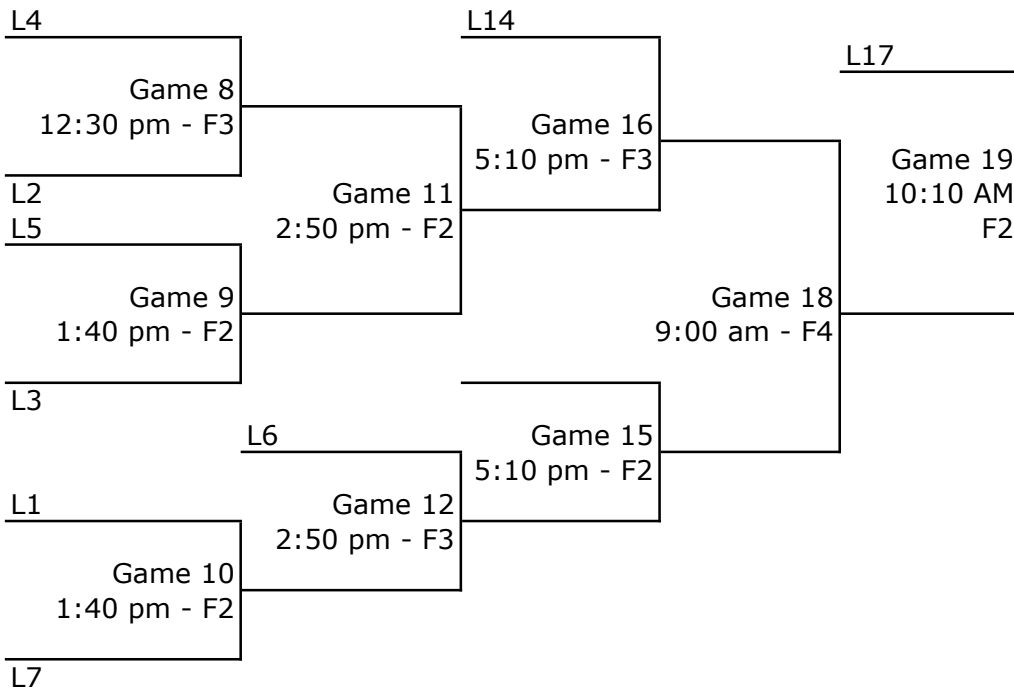 L4
Game 8
12:30 pm - F3
L2
L5
Game 9
1:40 pm - F2
L3
L1
Game 10
1:40 pm - F2
L7
Game 11
2:50 pm - F2
L6
Game 12
2:50 pm - F3
L14
Game 16
5:10 pm - F3
Game 15
5:10 pm - F2
Game 18
9:00 am - F4
L17
Game 19
10:10 AM
F2